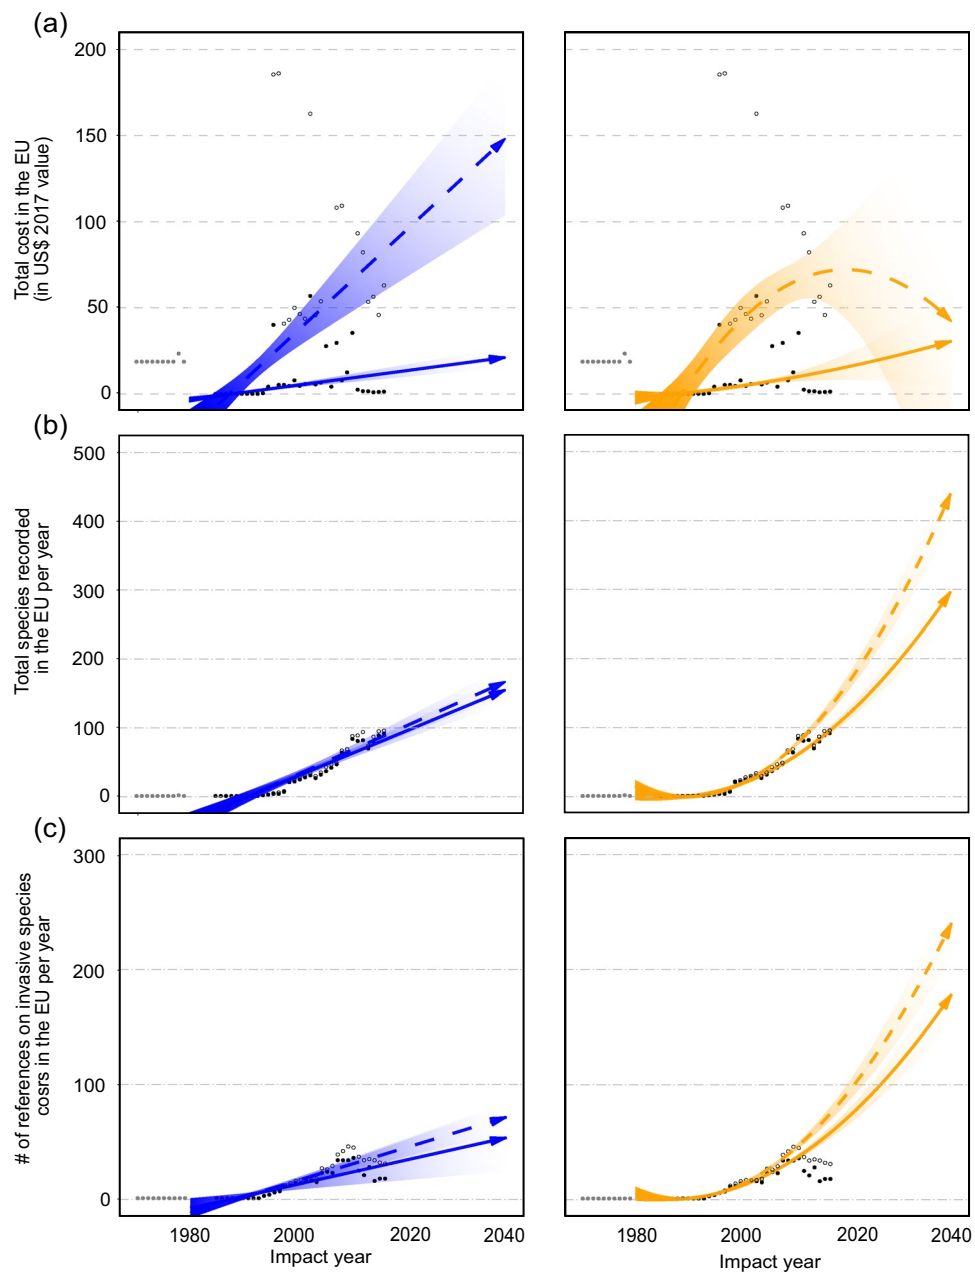 (a)
200
150
100
50
0
Total cost in the EU
(in US$ 2017 value)
(b)
500
400
300
200
100
0
Total species recorded
in the EU per year
(c)
300
200
100
0
# of references on invasive species
cosrs in the EU per year
1980
2000
2020
2040
Impact year
1980
2000
2020
2040
Impact year